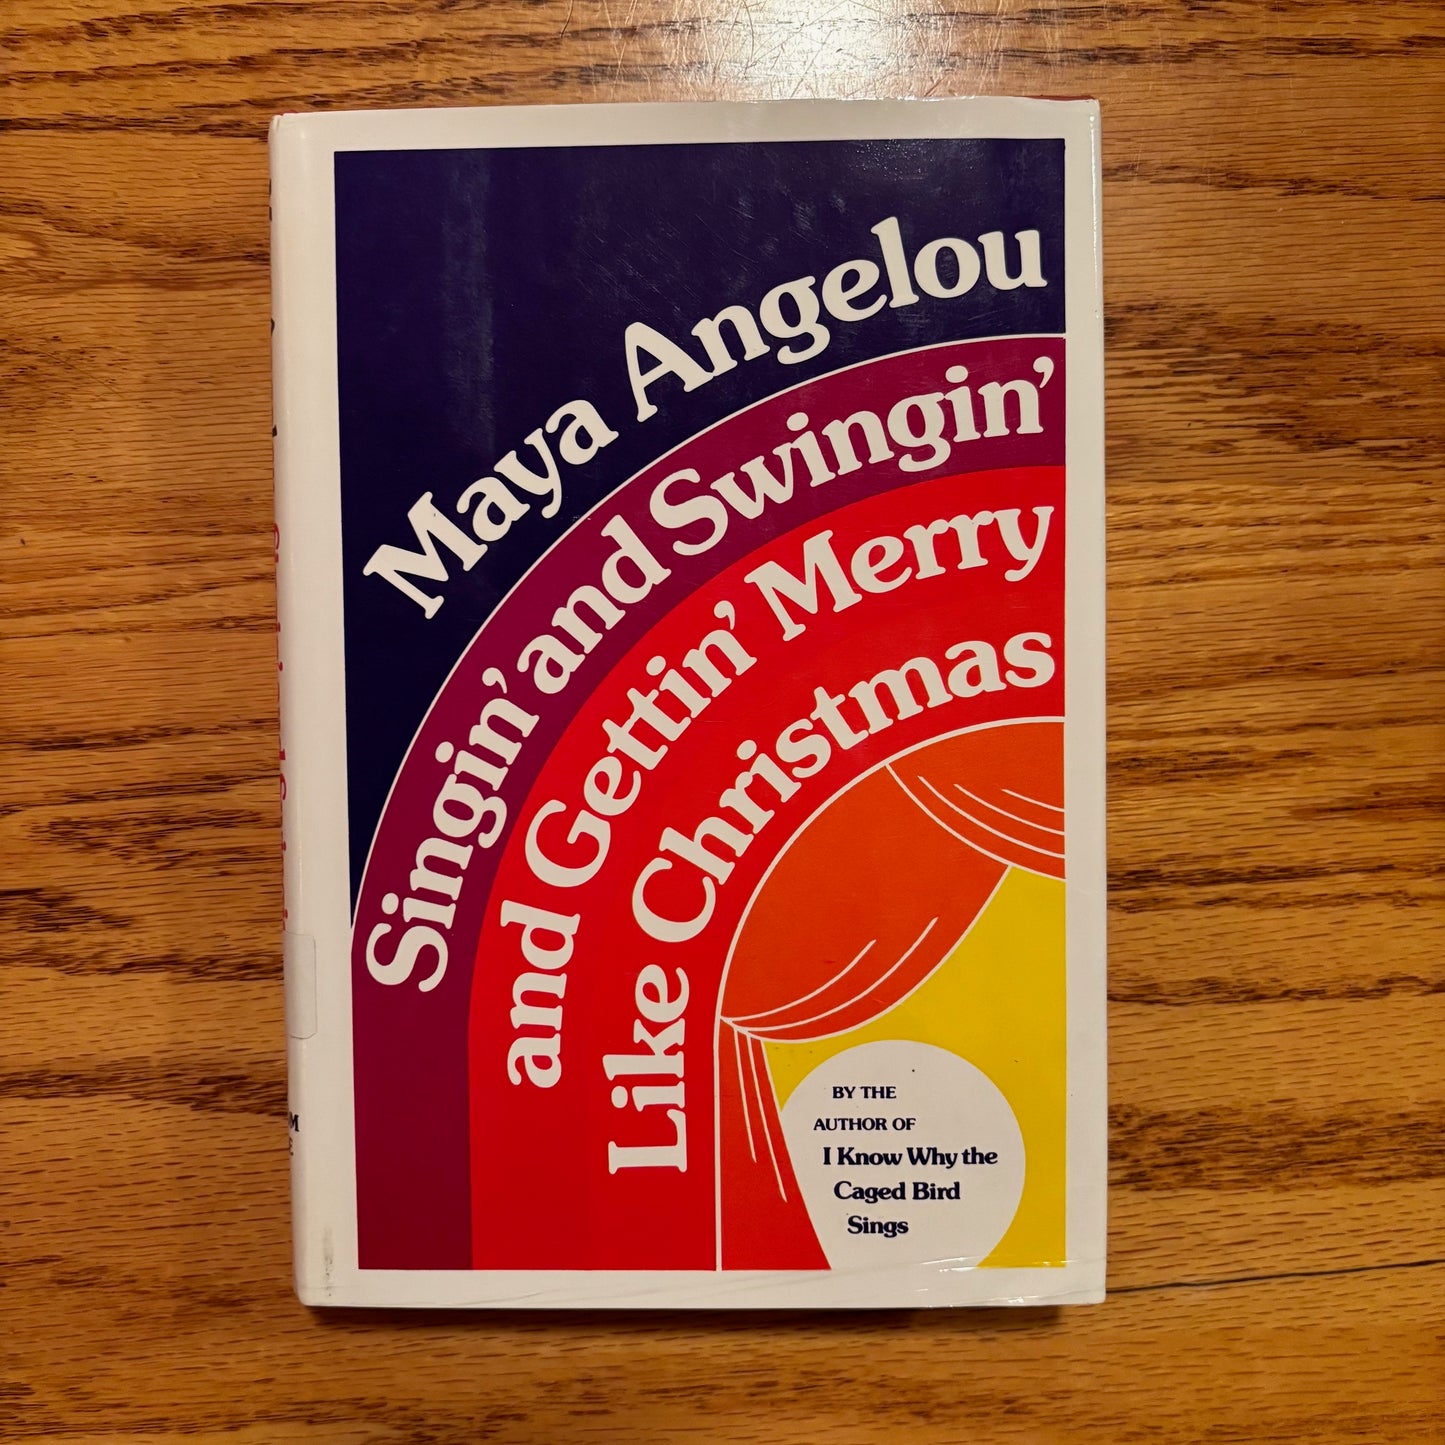 Maya Angelou
Singin' and Swingin'
and Gettin' Merry
Like Christmas
BY THE
AUTHOR OF
I Know Why the
Caged Bird
Sings